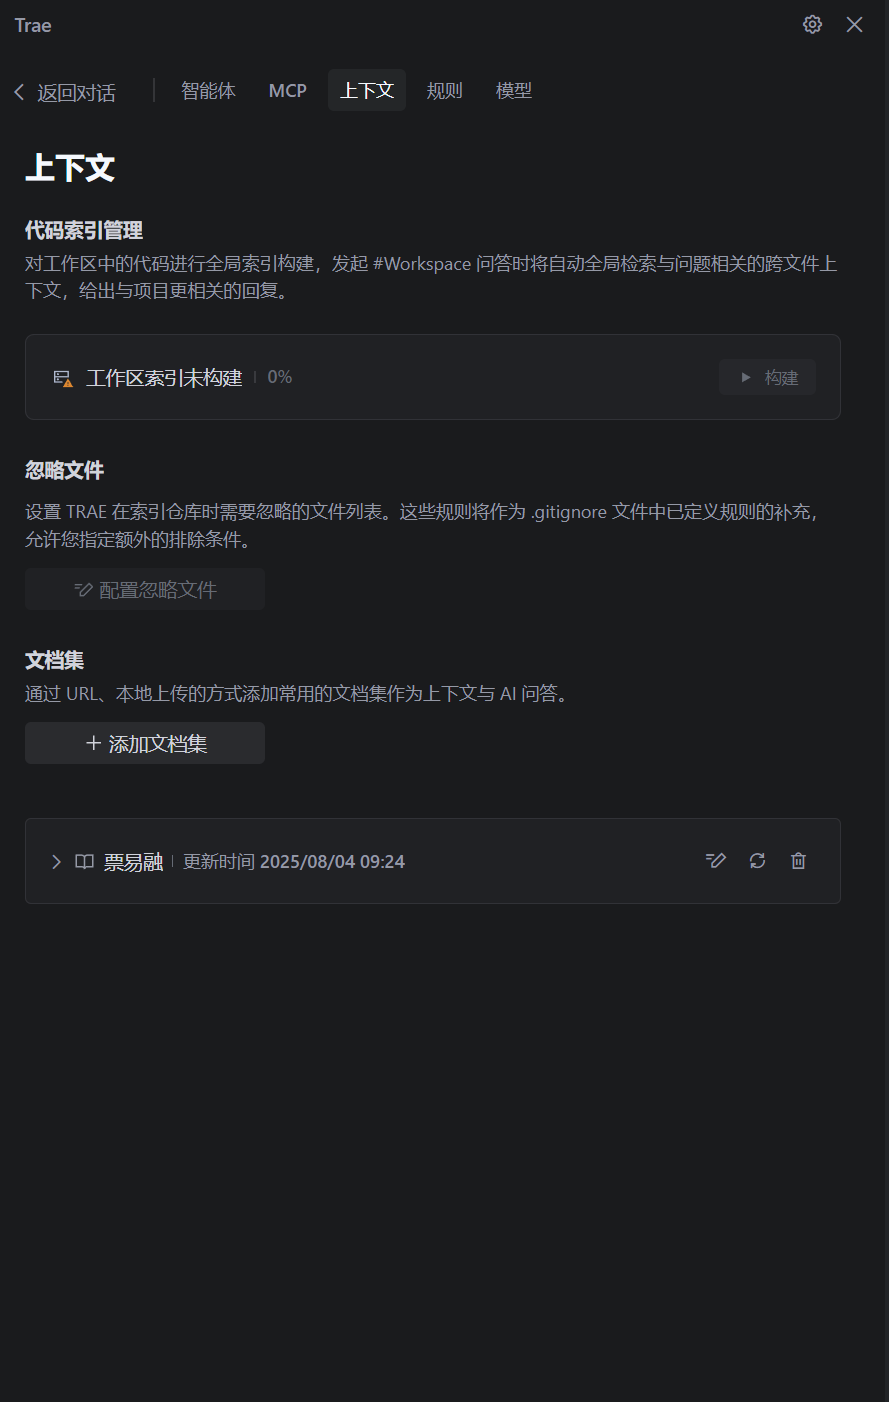 Trae
返回对话 智能体 MCP 上下文 规则 模型
上下文
代码索引管理
对工作区中的代码进行全局索引构建，发起 #Workspace 问答时将自动全局检索与问题相关的跨文件上
下文，给出与项目更相关的回复。
工作区索引未构建 0% 构建
忽略文件
设置 TRAE 在索引仓库时需要忽略的文件列表。这些规则将作为 .gitignore 文件中已定义规则的补充，
允许您指定额外的排除条件。
配置忽略文件
文档集
通过 URL、本地上传的方式添加常用的文档集作为上下文与 AI 问答。
添加文档集
票易融 更新时间 2025/08/04 09:24